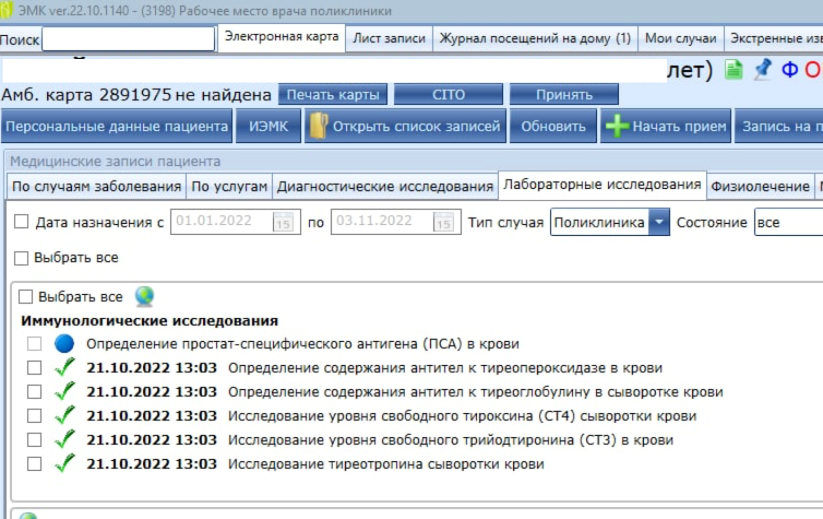 ЭМК ver.22.10.1140 - (3198) Рабочее место врача поликлиники
Поиск Электронная карта Лист записи Журнал посещений на дому (1) Мои случаи Экстренные изв
лет) Ф О
Амб. карта 2891975 не найдена Печать карты CITO Принять
Персональные данные пациента ИЭМК Открыть список записей Обновить Начать прием Запись на п
Медицинские записи пациента
По случаям заболевания По услугам Диагностические исследования Лабораторные исследования Физиолечение
Дата назначения с 01.01.2022 15 по 03.11.2022 15 Тип случая Поликлиника Состояние все
Выбрать все
Выбрать все
Иммунологические исследования
Определение простат-специфического антигена (ПСА) в крови
21.10.2022 13:03 Определение содержания антител к тиреопероксидазе в крови
21.10.2022 13:03 Определение содержания антител к тиреоглобулину в сыворотке крови
21.10.2022 13:03 Исследование уровня свободного тироксина (СТ4) сыворотки крови
21.10.2022 13:03 Исследование уровня свободного трийодтиронина (СТ3) в крови
21.10.2022 13:03 Исследование тиреотропина сыворотки крови